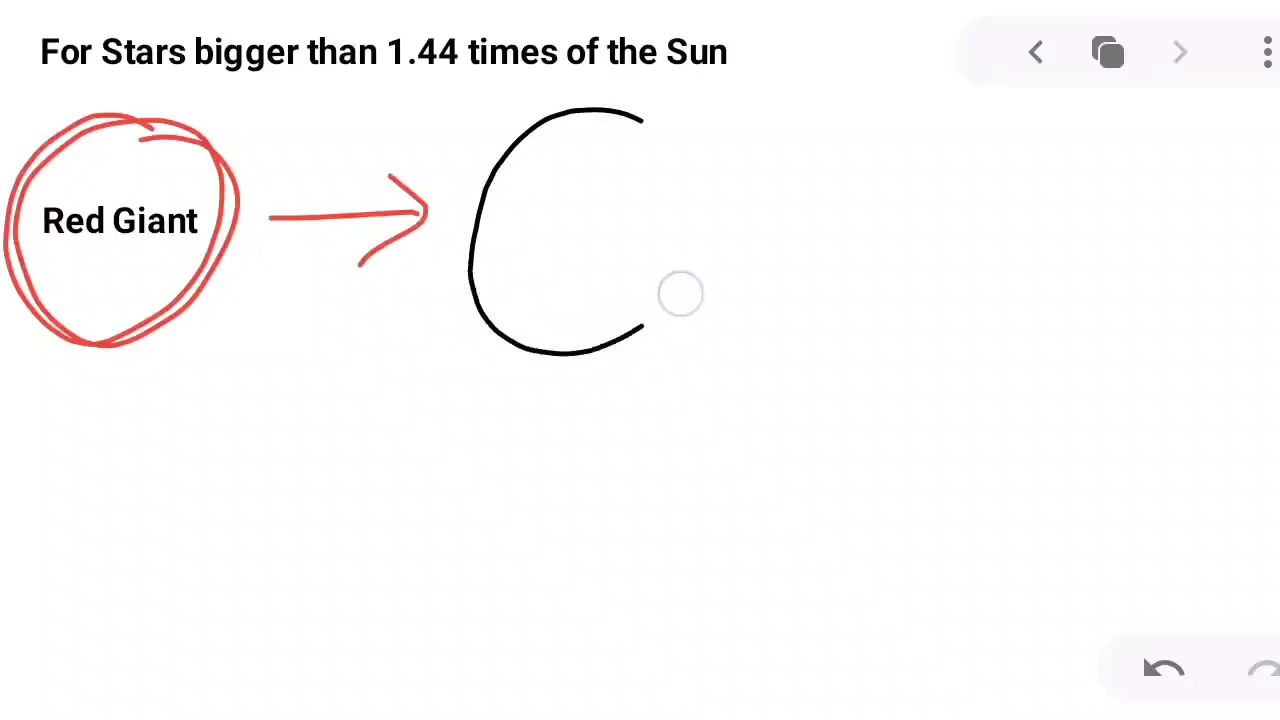 For Stars bigger than 1.44 times of the Sun
Red Giant